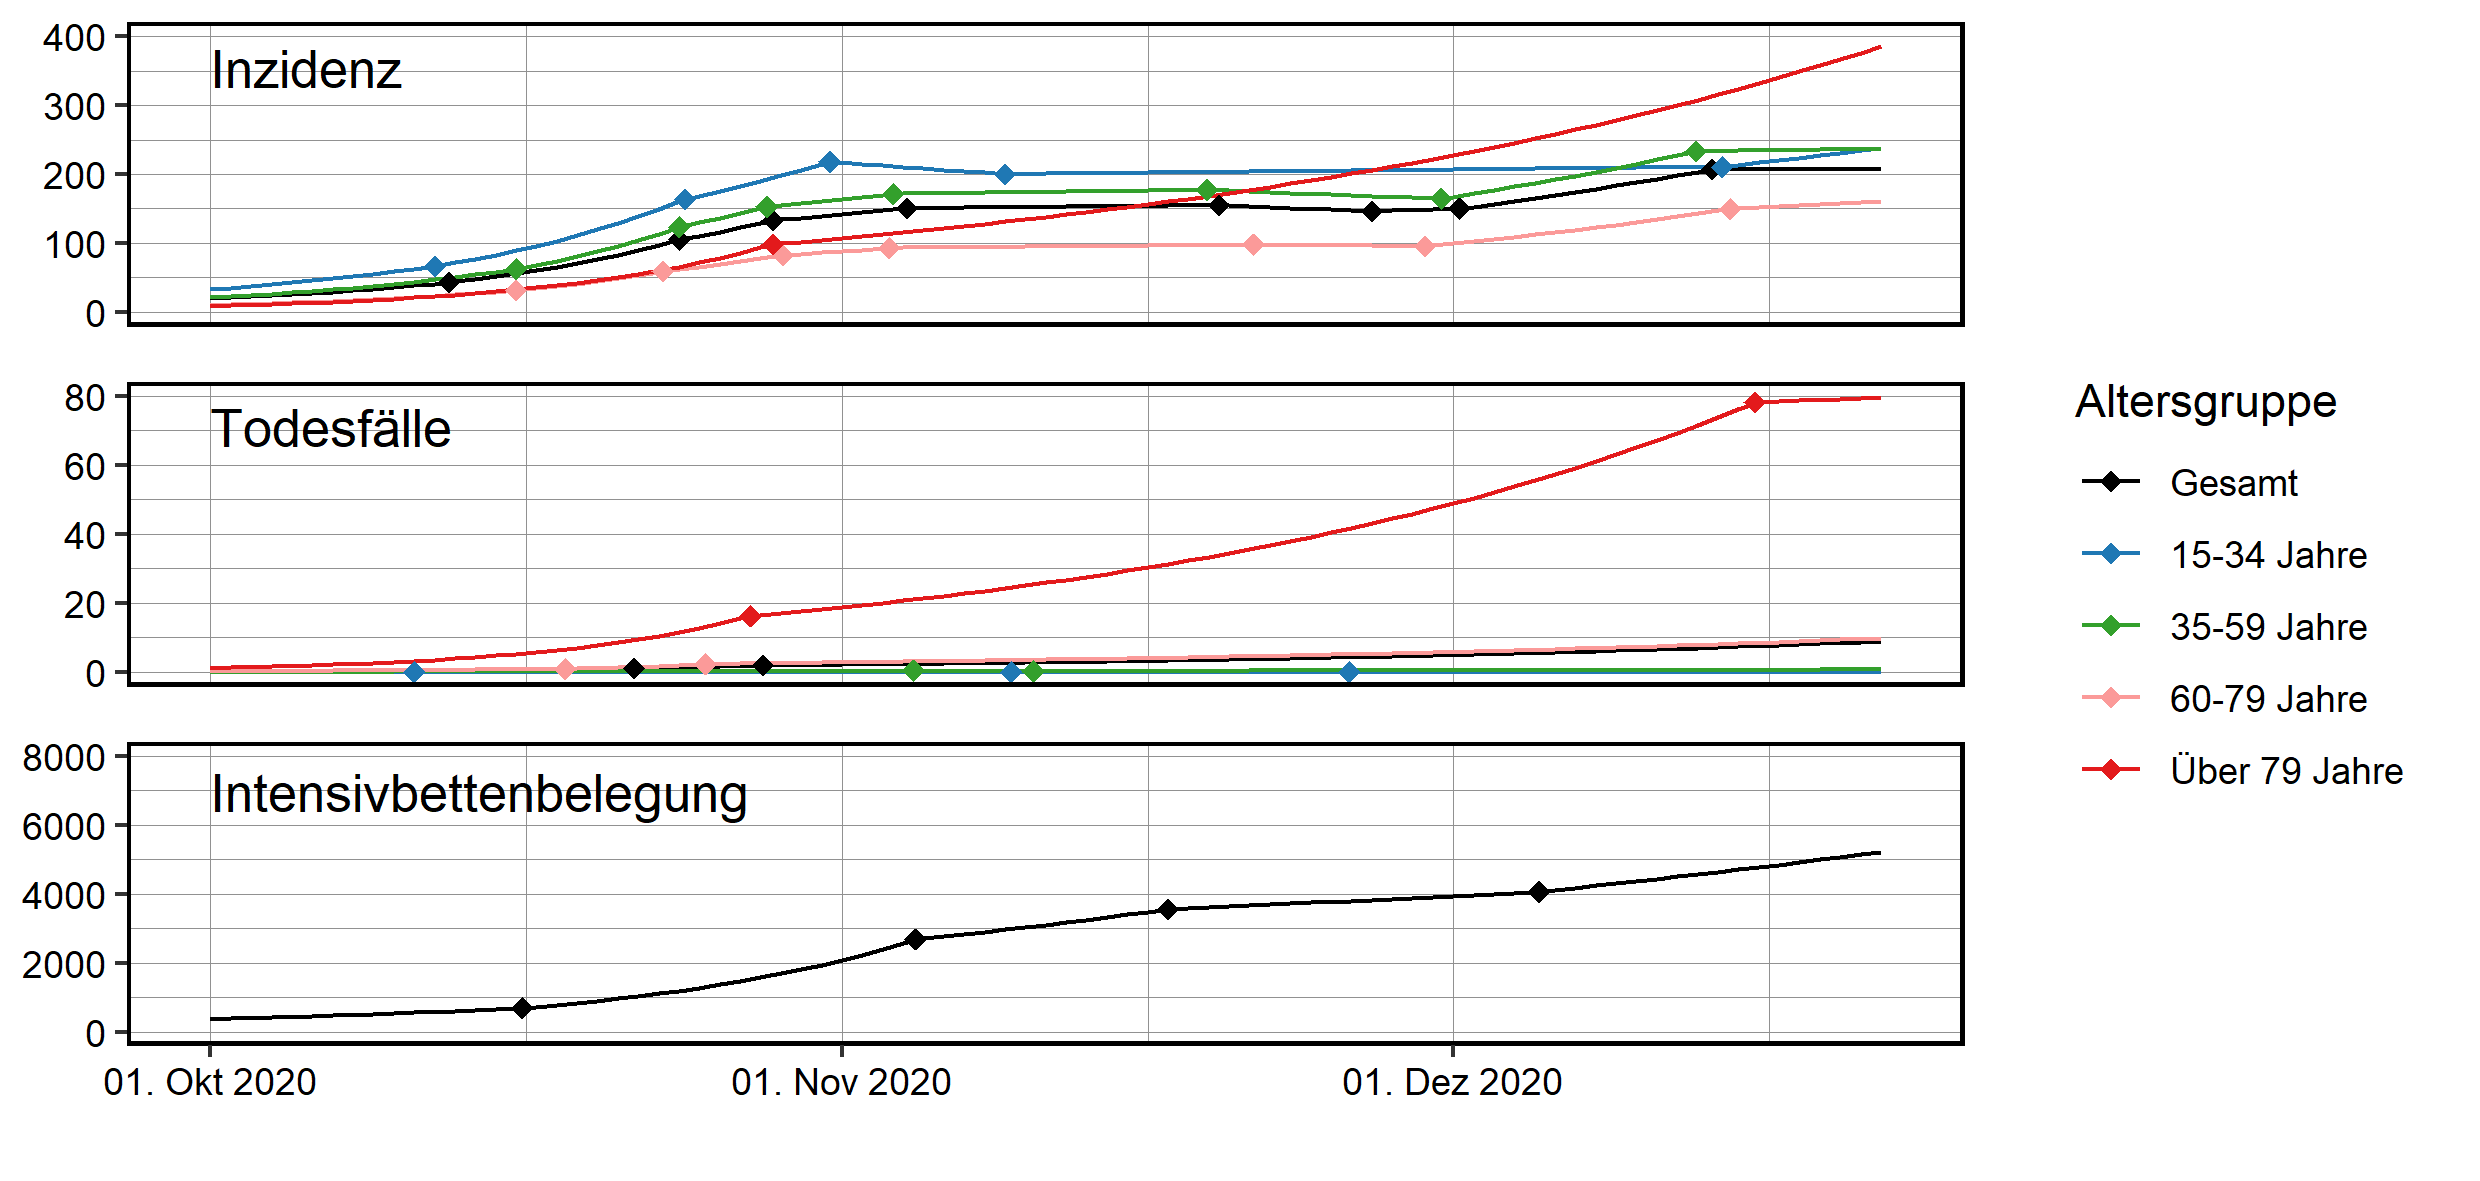 400
300
200
100
0
Inzidenz
80
60
40
20
0
Todesfälle
8000
6000
4000
2000
0
Intensivbettenbelegung
01. Okt 2020
01. Nov 2020
01. Dez 2020
Altersgruppe
Gesamt
15-34 Jahre
35-59 Jahre
60-79 Jahre
Über 79 Jahre